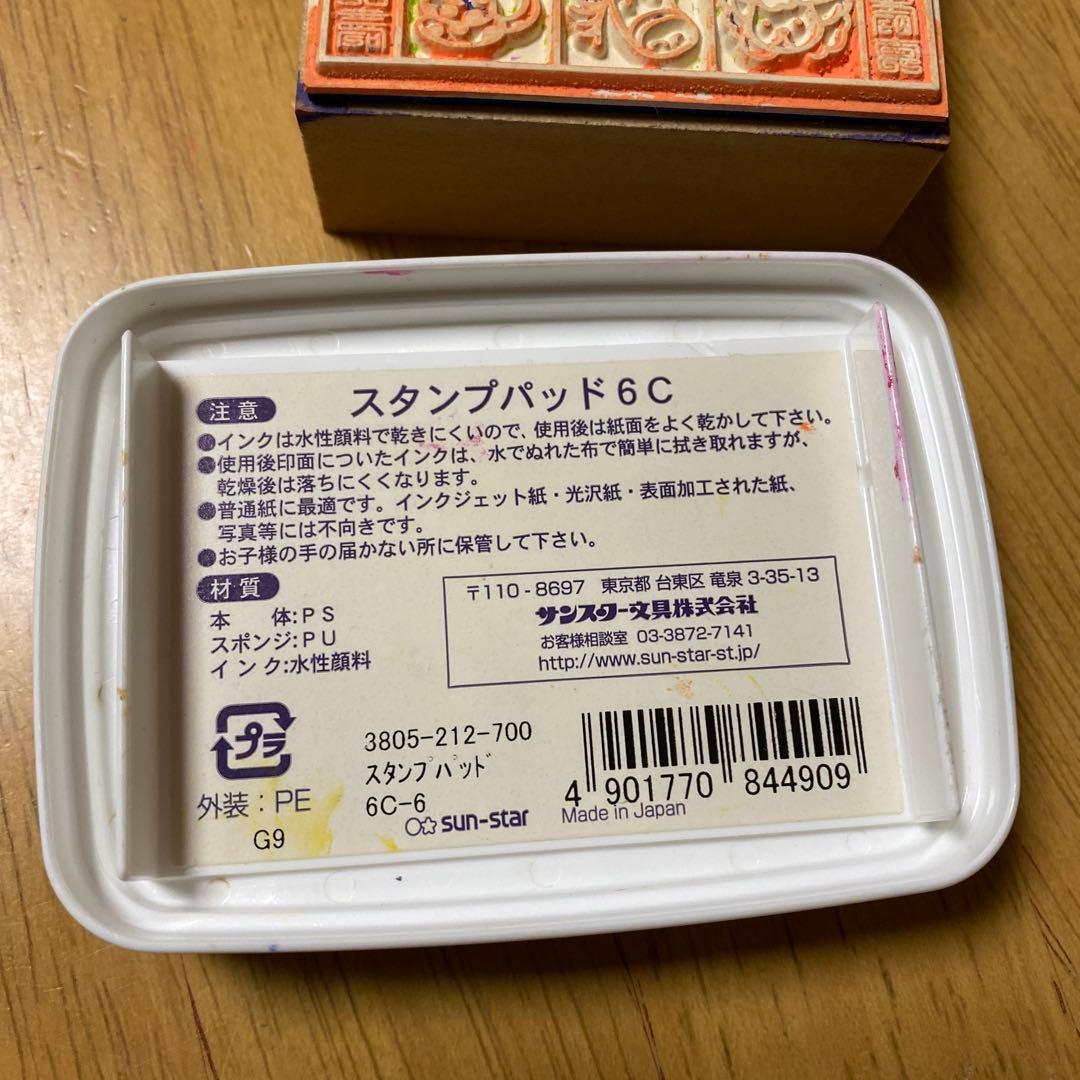 注意
スタンプパッド6C
●インクは水性顔料で乾きにくいので、使用後は紙面をよく乾かして下さい。
●使用後印面についたインクは、水でぬれた布で簡単に拭き取れますが、
乾燥後は落ちにくくなります。
●普通紙に最適です。インクジェット紙・光沢紙・表面加工された紙、
写真等には不向きです。
●お子様の手の届かない所に保管して下さい。
材質
本 体:PS
スポンジ:PU
インク:水性顔料
〒110-8697 東京都 台東区 竜泉 3-35-13
サンスター文具株式会社
お客様相談室 03-3872-7141
http://www.sun-star-st.jp/
プラ
外装:PE
G9
3805-212-700
スタンプパッド
6C-6
sun-star
4 901770 844909
Made in Japan